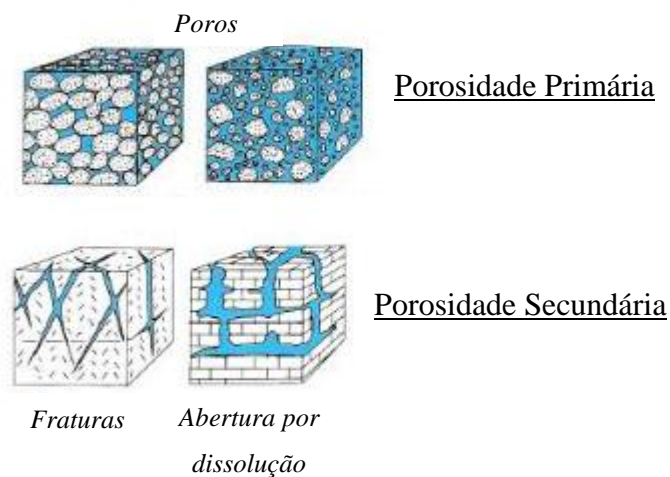 Poros
Porosidade Primária
Porosidade Secundária
Fraturas
Abertura por
dissolução